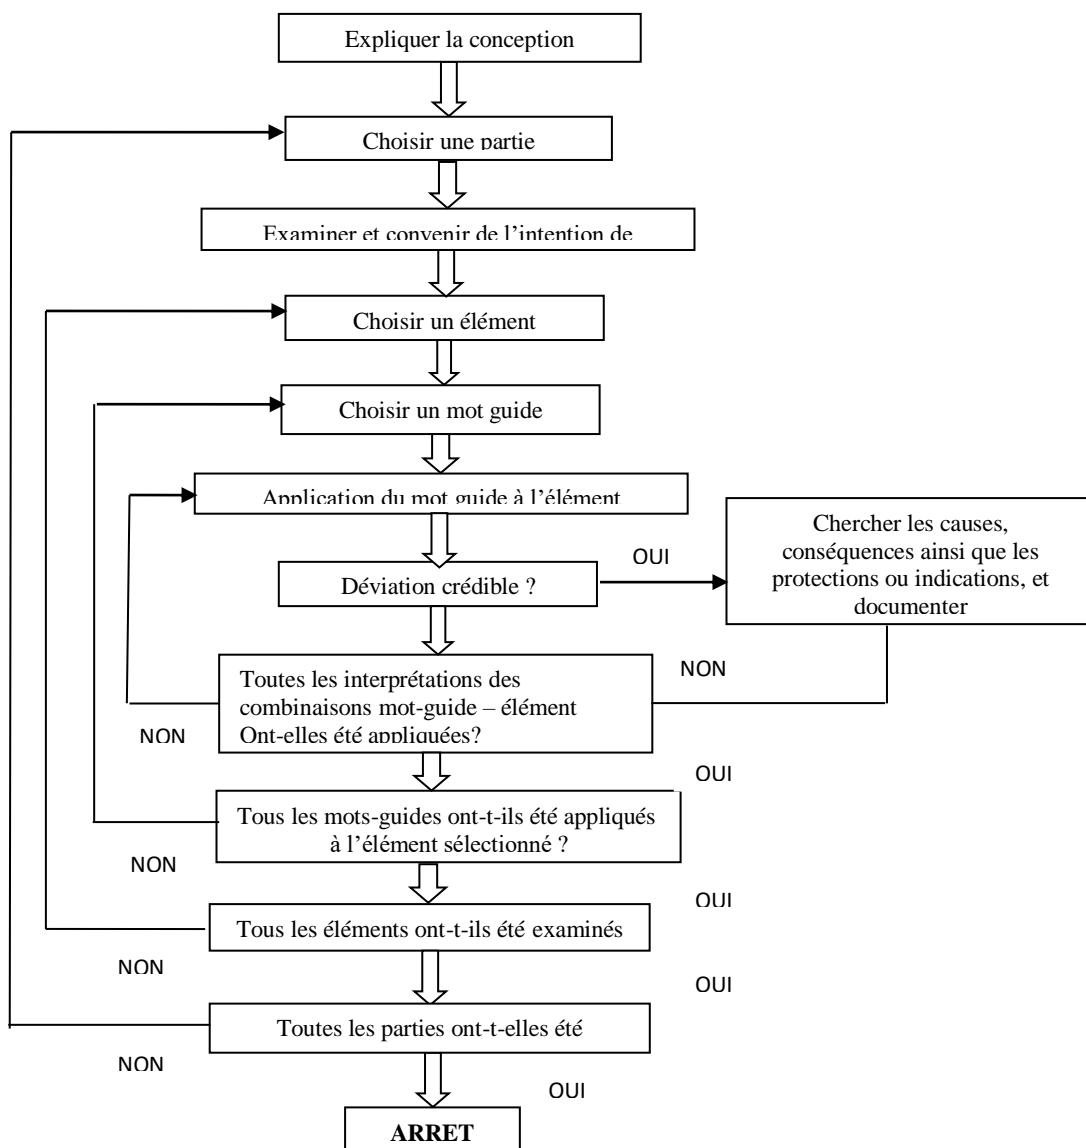 Expliquer la conception
Choisir une partie
Examiner et convenir de l'intention de
Choisir un élément
Choisir un mot guide
Application du mot guide à l'élément
Chercher les causes,
conséquences ainsi que les
protections ou indications, et
documenter
OUI
Déviation crédible ?
NON
Toutes les interprétations des
combinaisons mot-guide – élément
Ont-elles été appliquées?
NON
OUI
Tous les mots-guides ont-t-ils été appliqués
à l'élément sélectionné ?
NON
OUI
Tous les éléments ont-t-ils été examinés
NON
OUI
Toutes les parties ont-t-elles été
NON
OUI
ARRET